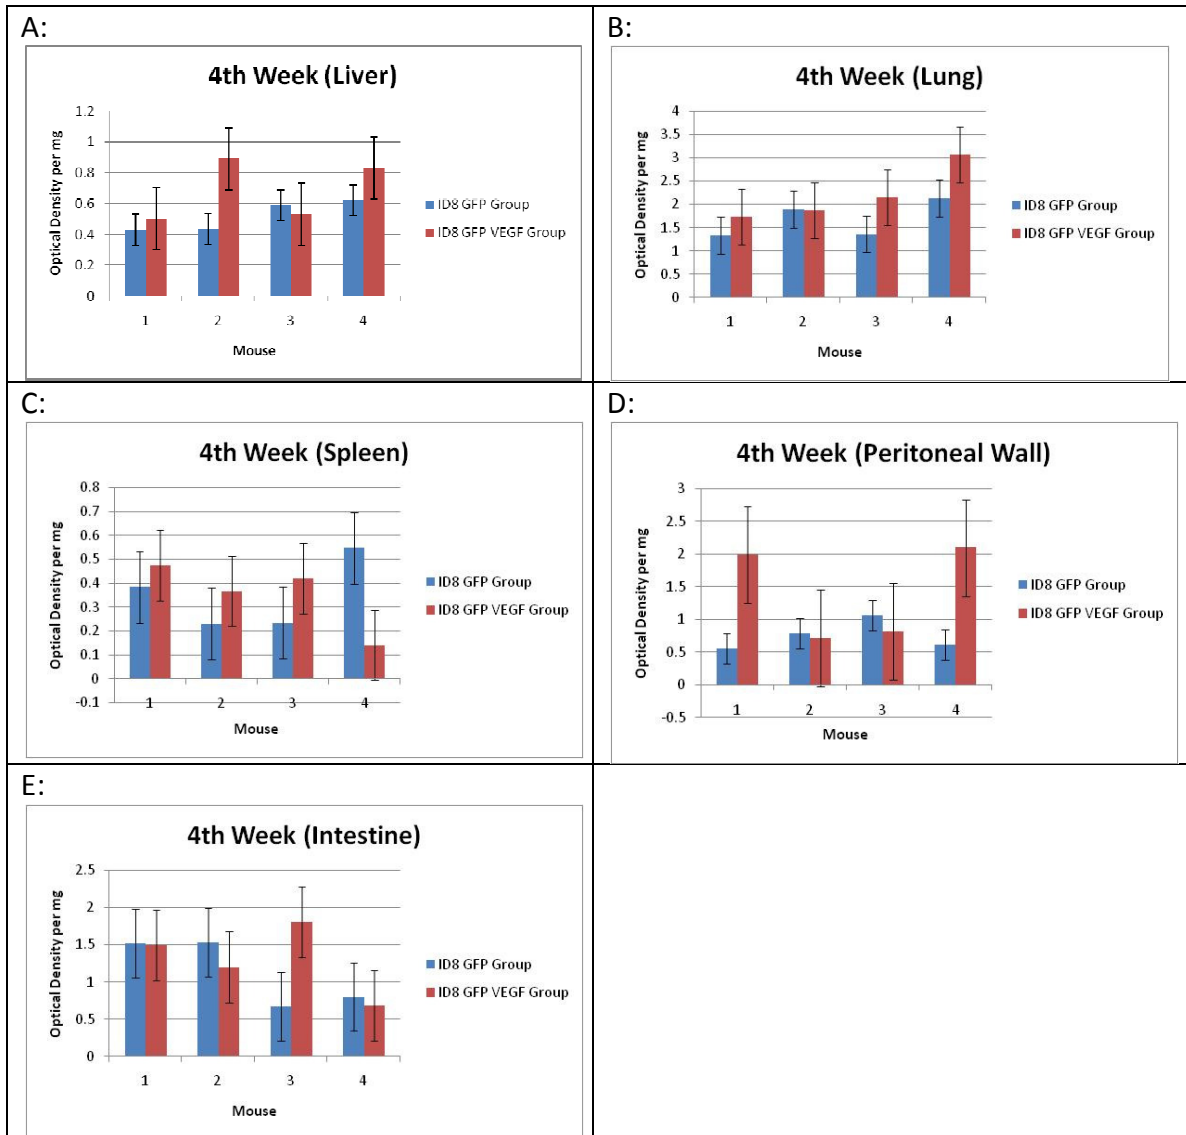 A:
4th Week (Liver)
Optical Density per mg
1.2
1
0.8
0.6
0.4
0.2
0
1 2 3 4
Mouse
ID8 GFP Group
ID8 GFP VEGF Group
B:
4th Week (Lung)
Optical Density per mg
4
3.5
3
2.5
2
1.5
1
0.5
0
1 2 3 4
Mouse
ID8 GFP Group
ID8 GFP VEGF Group
C:
4th Week (Spleen)
Optical Density per mg
0.8
0.7
0.6
0.5
0.4
0.3
0.2
0.1
0
-0.1
1 2 3 4
Mouse
ID8 GFP Group
ID8 GFP VEGF Group
D:
4th Week (Peritoneal Wall)
Optical Density per mg
3
2.5
2
1.5
1
0.5
0
-0.5
1 2 3 4
Mouse
ID8 GFP Group
ID8 GFP VEGF Group
E:
4th Week (Intestine)
Optical Density per mg
2.5
2
1.5
1
0.5
0
1 2 3 4
Mouse
ID8 GFP Group
ID8 GFP VEGF Group